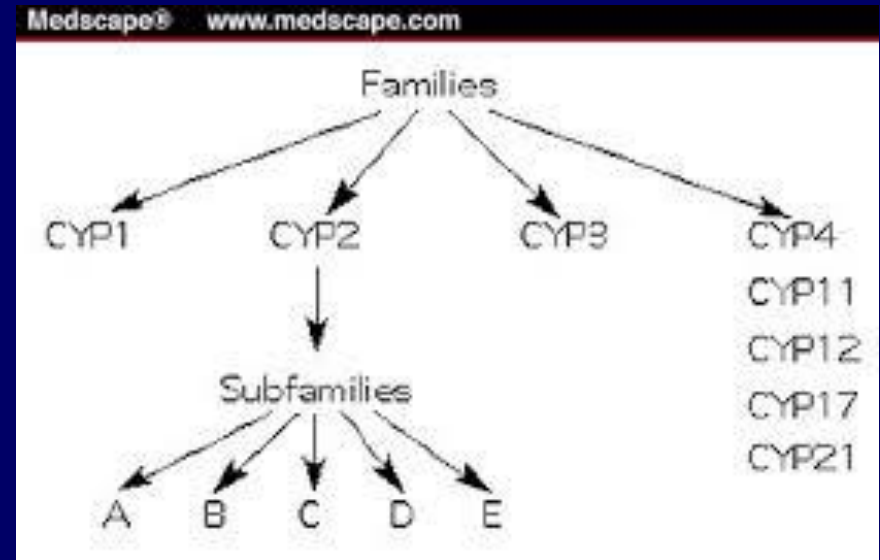 Medscape® www.medscape.com
Families
CYP1 CYP2 CYP3 CYP4
CYP11
CYP12
CYP17
CYP21
Subfamilies
A B C D E